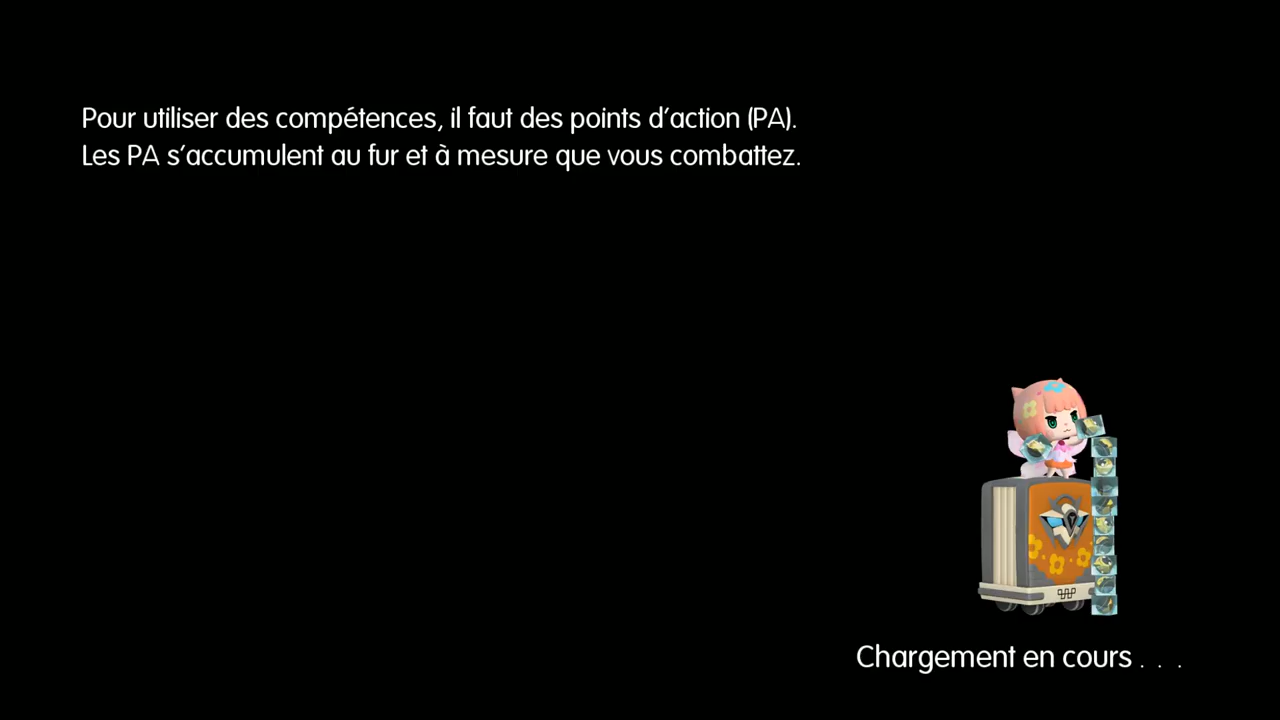 Pour utiliser des compétences, il faut des points d’action (PA).
Les PA s’accumulent au fur et à mesure que vous combattez.
Chargement en cours . . .